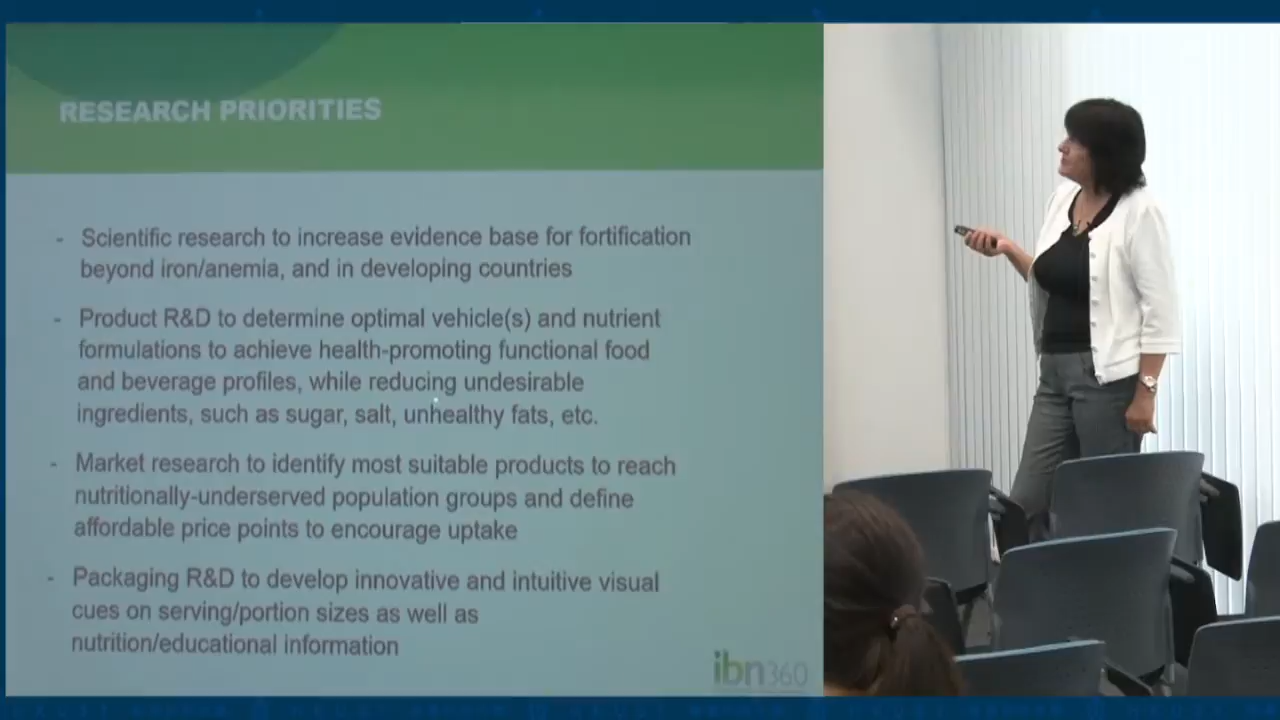 RESEARCH PRIORITIES
- Scientific research to increase evidence base for fortification
beyond iron/anemia, and in developing countries
- Product R&D to determine optimal vehicle(s) and nutrient
formulations to achieve health-promoting functional food
and beverage profiles, while reducing undesirable
ingredients, such as sugar, salt, unhealthy fats, etc.
- Market research to identify most suitable products to reach
nutritionally-underserved population groups and define
affordable price points to encourage uptake
- Packaging R&D to develop innovative and intuitive visual
cues on serving/portion sizes as well as
nutrition/educational information
ibn360